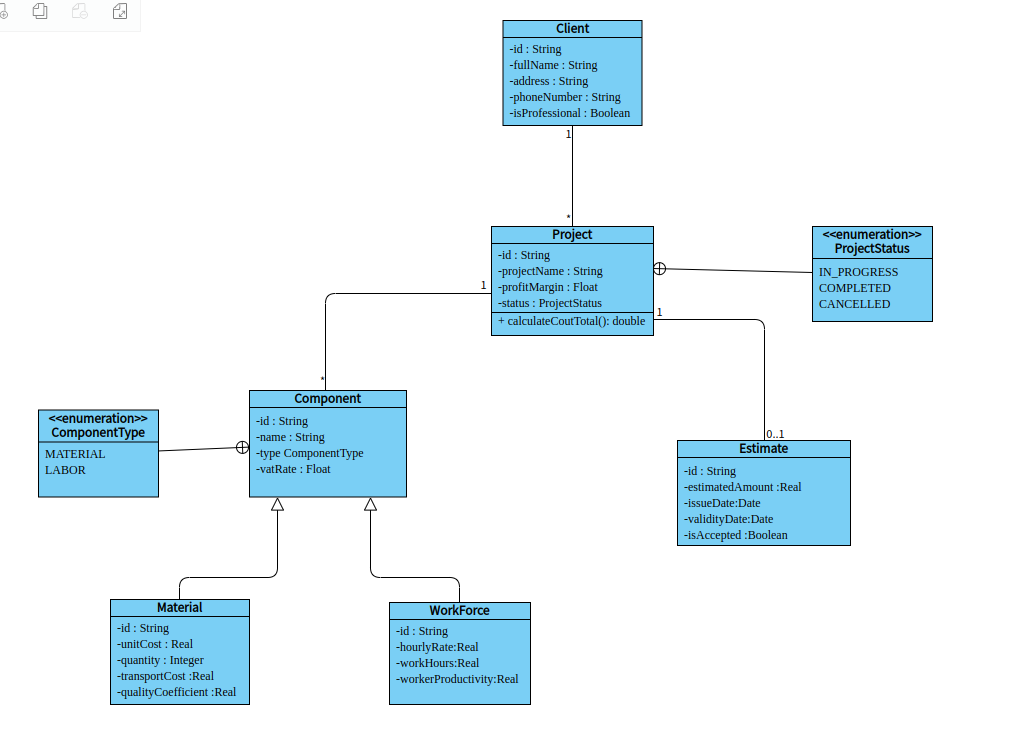 Client
-id : String
-fullName : String
-address : String
-phoneNumber : String
-isProfessional : Boolean
1
*
Project
-id : String
-projectName : String
-profitMargin : Float
-status : ProjectStatus
+ calculateCoutTotal(): double
<<enumeration>>
ProjectStatus
IN_PROGRESS
COMPLETED
CANCELLED
1
1
*
0..1
Component
-id : String
-name : String
-type ComponentType
-vatRate : Float
<<enumeration>>
ComponentType
MATERIAL
LABOR
Estimate
-id : String
-estimatedAmount :Real
-issueDate:Date
-validityDate:Date
-isAccepted :Boolean
Material
-id : String
-unitCost : Real
-quantity : Integer
-transportCost :Real
-qualityCoefficient :Real
WorkForce
-id : String
-hourlyRate:Real
-workHours:Real
-workerProductivity:Real